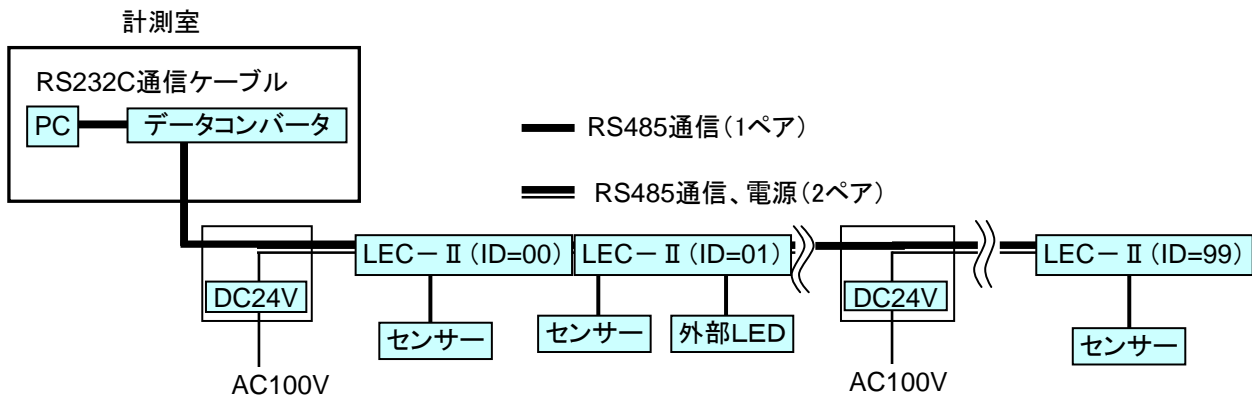 計測室
RS232C通信ケーブル
PC
データコンバータ
RS485通信(1ペア)
RS485通信、電源(2ペア)
LEC-Ⅱ(ID=00)
LEC-Ⅱ(ID=01)
LEC-Ⅱ(ID=99)
DC24V
DC24V
センサー
センサー
外部LED
センサー
AC100V
AC100V